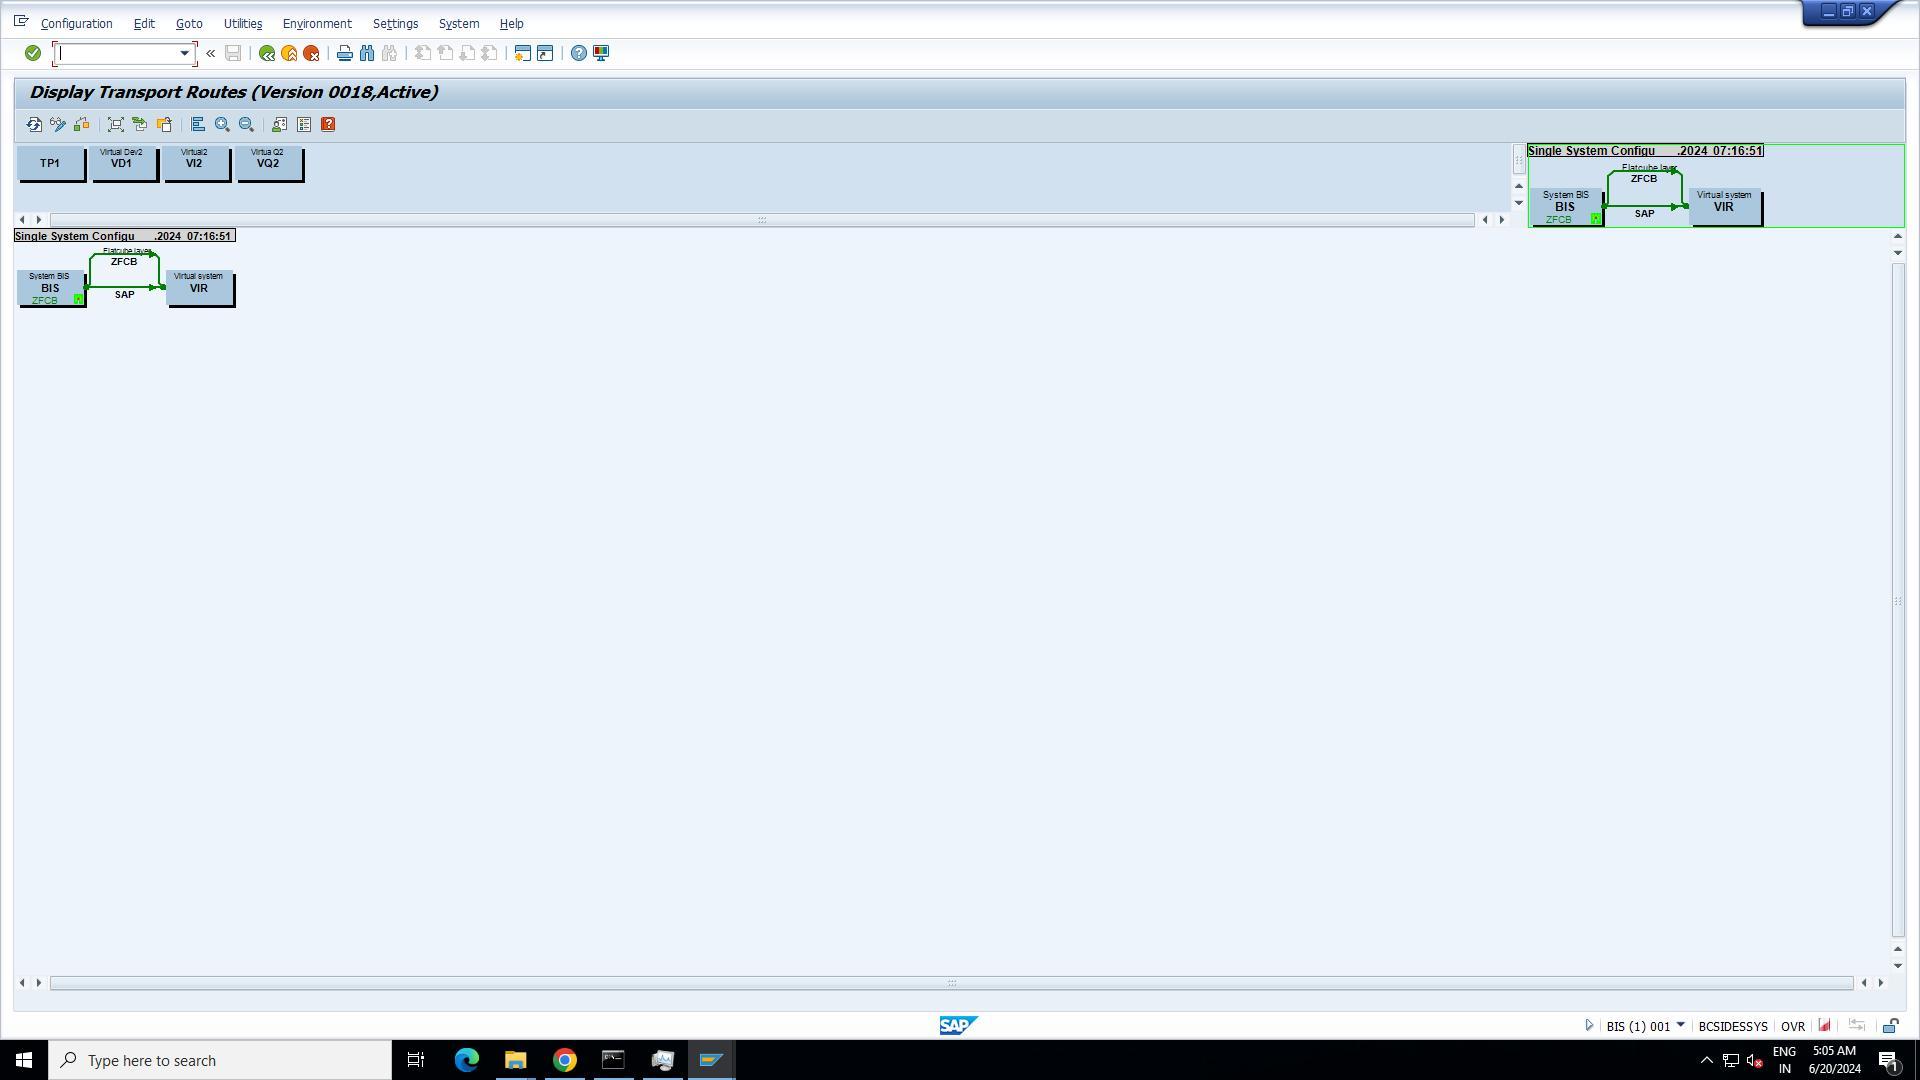 Configuration Edit Goto Utilities Environment Settings System Help
Display Transport Routes (Version 0018,Active)
TP1
Virtual Dev2
VD1
Virtual2
VI2
Virtua Q2
VQ2
Single System Configu .2024 07:16:51
Flatcube layer
ZFCB
System BIS
BIS
ZFCB
SAP
Virtual system
VIR
Single System Configu .2024 07:16:51
Flatcube layer
ZFCB
System BIS
BIS
ZFCB
SAP
Virtual system
VIR
SAP
BIS (1) 001 BCSIDESSYS OVR
Type here to search
ENG
IN
5:05 AM
6/20/2024
1